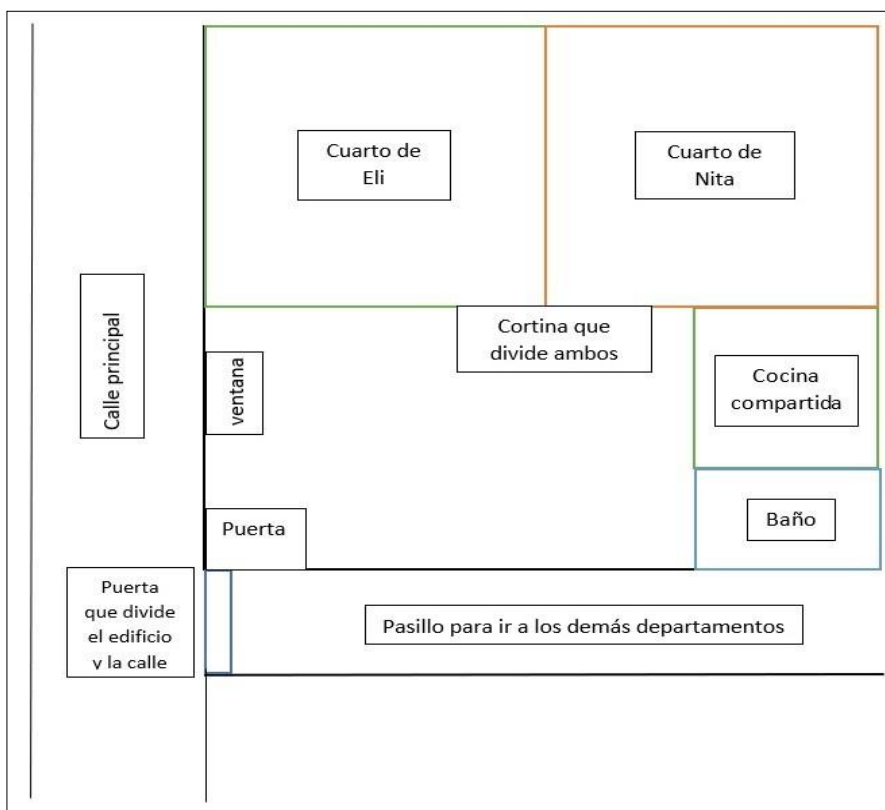 Cuarto de
Eli
Cuarto de
Nita
Cortina que
divide ambos
Calle principal
ventana
Cocina
compartida
Puerta
Baño
Puerta
que divide
el edificio
y la calle
Pasillo para ir a los demás departamentos